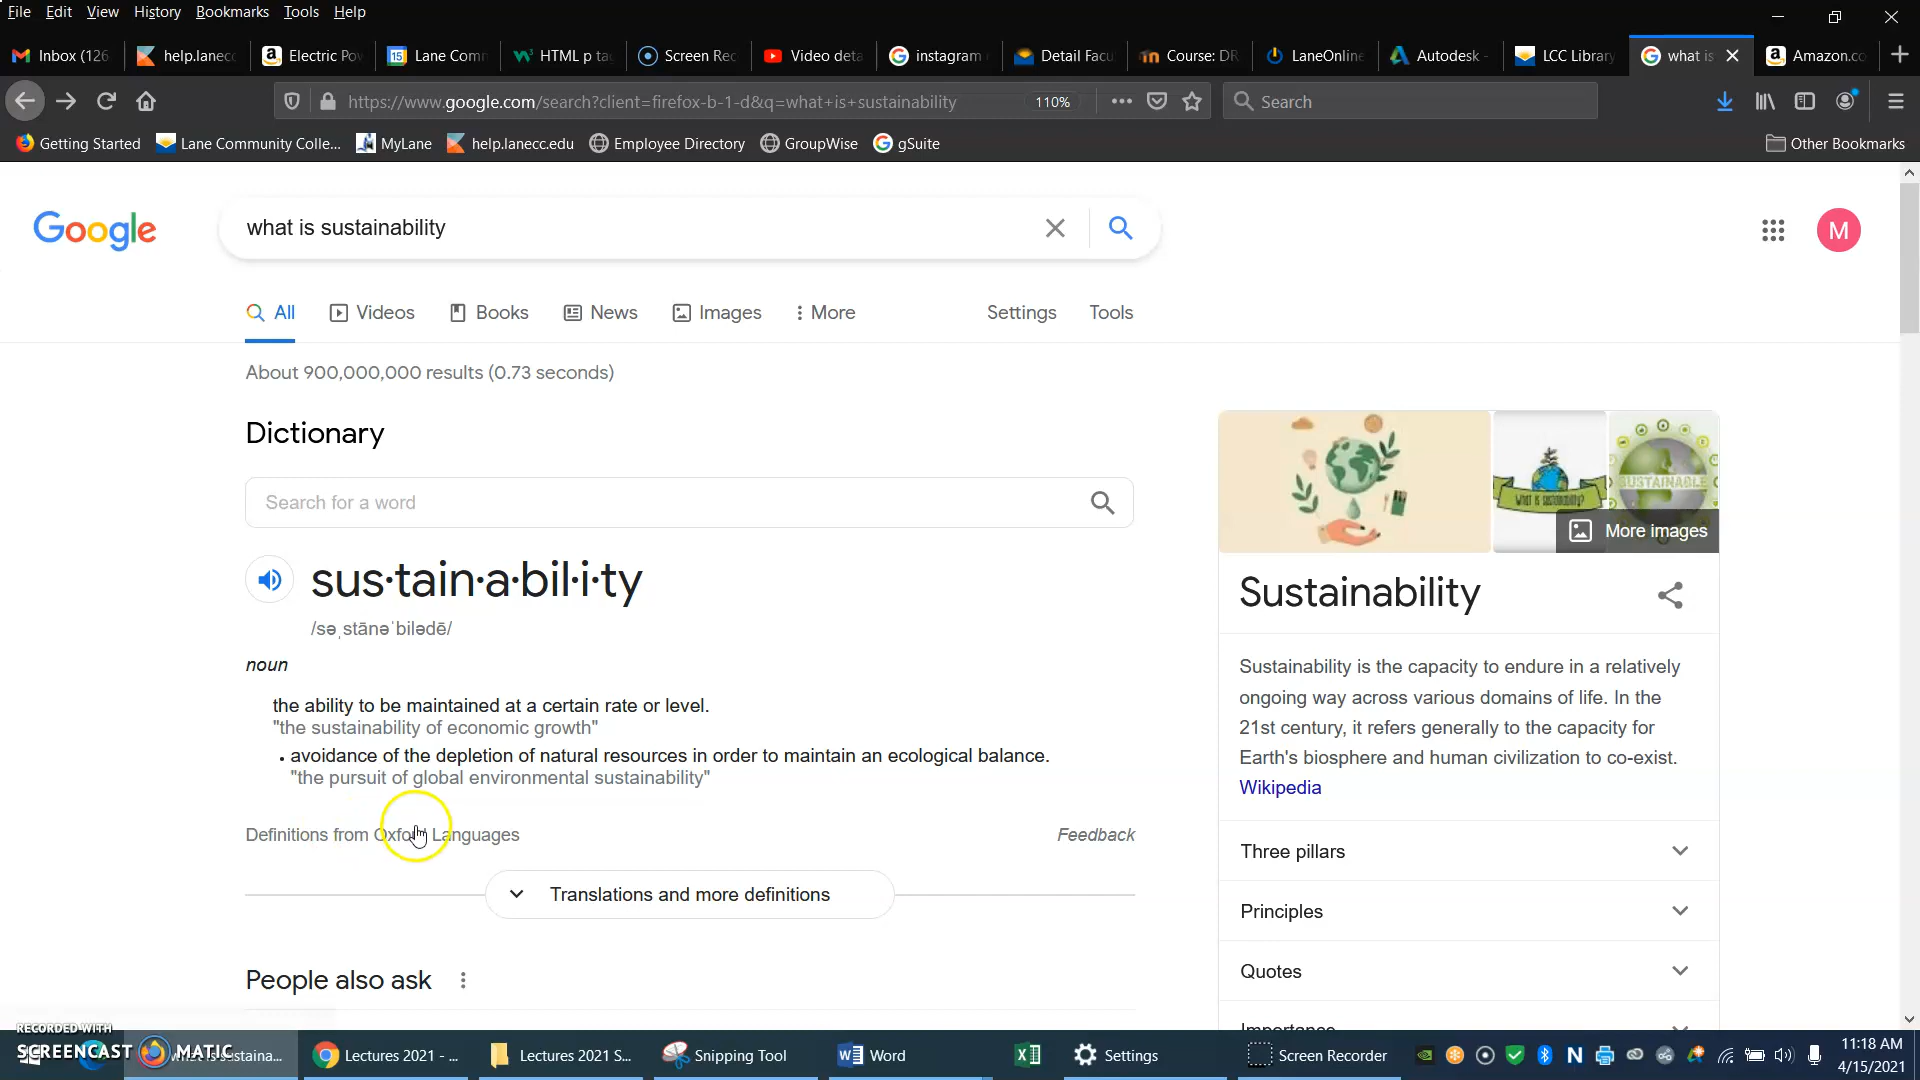 File Edit View History Bookmarks Tools Help
Inbox (126 help.lanecc Electric Po Lane Com HTML p ta Screen Rec Video deta instagram Detail Facu Course: DR LaneOnline Autodesk - LCC Library what is Amazon.co
https://www.google.com/search?client=firefox-b-1-d&q=what+is+sustainability 110% Search
Getting Started Lane Community Colle... MyLane help.lanecc.edu Employee Directory GroupWise gSuite Other Bookmarks
Google what is sustainability M
All Videos Books News Images More Settings Tools
About 900,000,000 results (0.73 seconds)
Dictionary
Search for a word
SUSTAINABLE
WHAT IS SUSTAINABILITY?
More images
sus·tain·a·bil·i·ty
/səˌstānəˈbilədē/
noun
the ability to be maintained at a certain rate or level.
"the sustainability of economic growth"
• avoidance of the depletion of natural resources in order to maintain an ecological balance.
"the pursuit of global environmental sustainability"
Definitions from Oxford Languages Feedback
Translations and more definitions
People also ask
Sustainability
Sustainability is the capacity to endure in a relatively
ongoing way across various domains of life. In the
21st century, it refers generally to the capacity for
Earth's biosphere and human civilization to co-exist.
Wikipedia
Three pillars
Principles
Quotes
Importance
RECORDED WITH
SCREENCAST MATIC
what is sustaina... Lectures 2021 - ... Lectures 2021 S... Snipping Tool Word Settings Screen Recorder 11:18 AM
4/15/2021